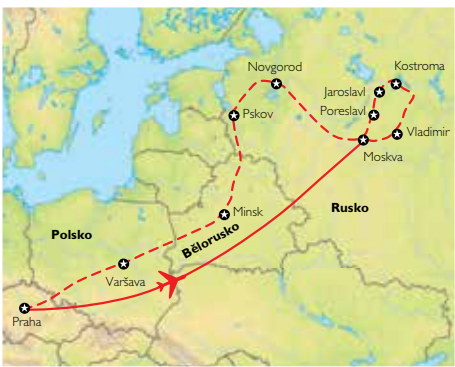 Novgorod
Kostroma
Jaroslavl
Poreslavl
Pskov
Vladimir
Moskva
Minsk
Rusko
Polsko
Bělorusko
Varšava
Praha